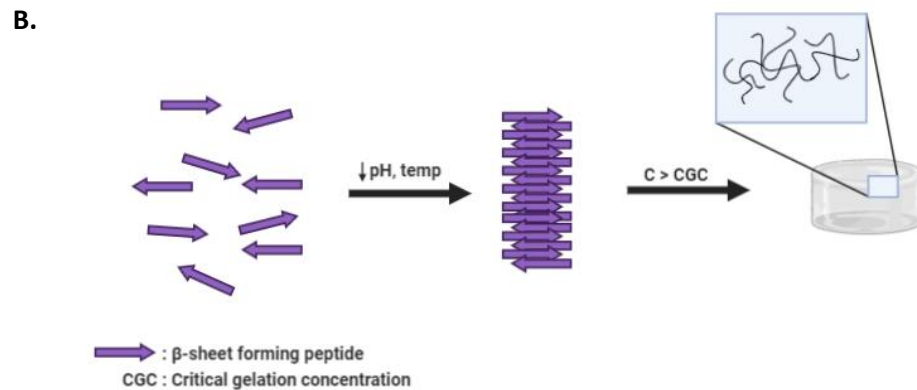 B.
↓pH, temp
C > CGC
: β-sheet forming peptide
CGC : Critical gelation concentration